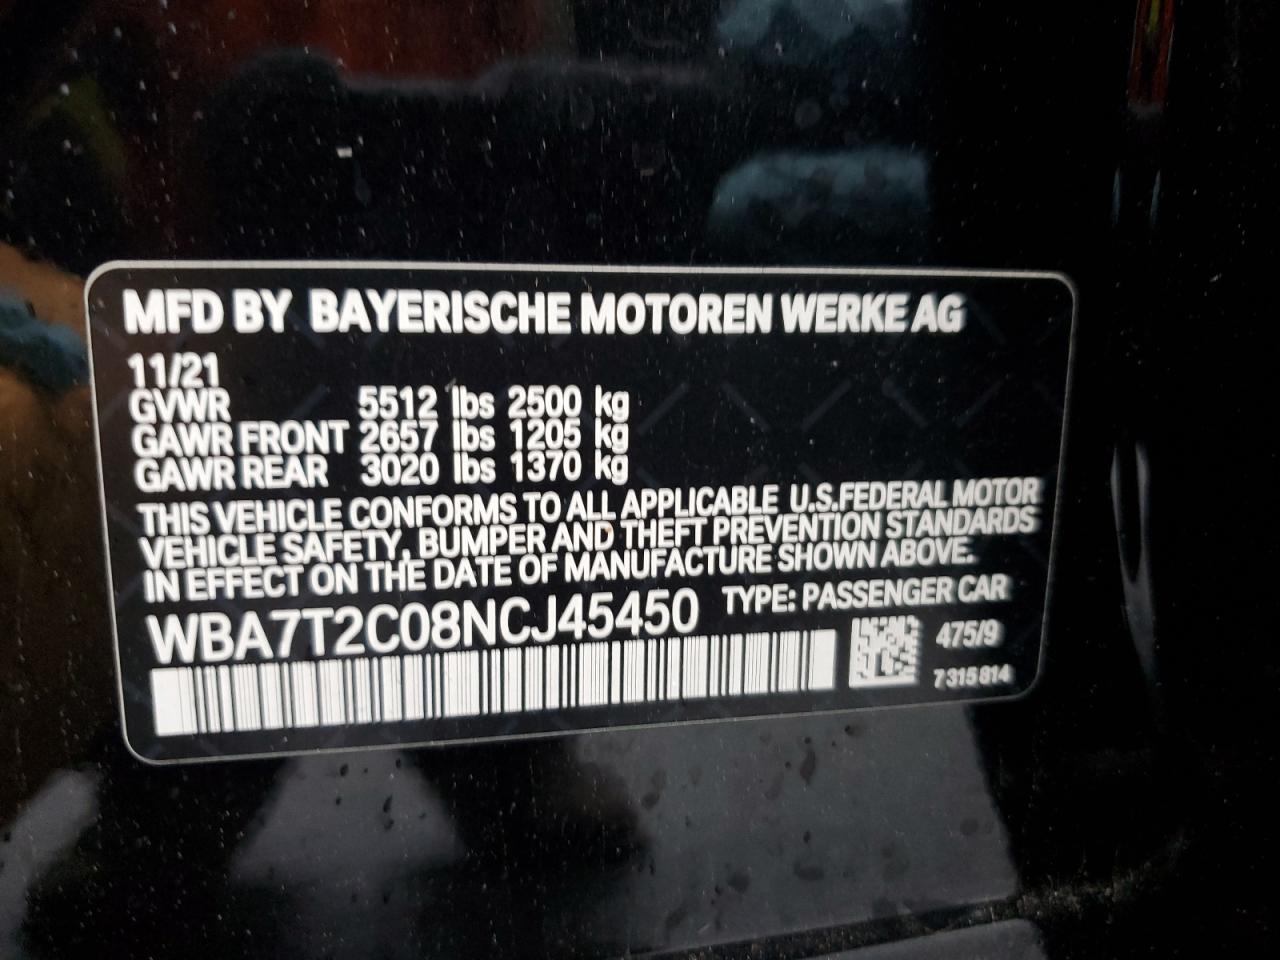 MFD BY BAYERISCHE MOTOREN WERKE AG
11/21
GVWR 5512 lbs 2500 kg
GAWR FRONT 2657 lbs 1205 kg
GAWR REAR 3020 lbs 1370 kg
THIS VEHICLE CONFORMS TO ALL APPLICABLE U.S.FEDERAL MOTOR
VEHICLE SAFETY, BUMPER AND THEFT PREVENTION STANDARDS
IN EFFECT ON THE DATE OF MANUFACTURE SHOWN ABOVE.
WBA7T2C08NCJ45450 TYPE: PASSENGER CAR
475/9
7 315 814